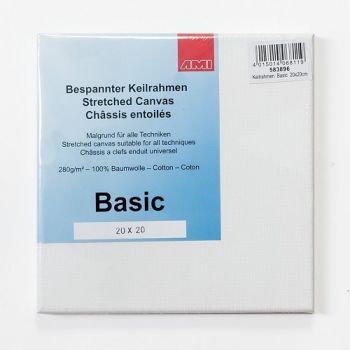 AMI
4015014068119
583896
Keilrahmen Basic 20x20cm
Bespannter Keilrahmen
Stretched Canvas
Châssis entoilés
Malgrund für alle Techniken
Stretched canvas suitable for all techniques
Châssis a clefs enduit universel
280g/m² – 100% Baumwolle – Cotton – Coton
Basic
20 X 20